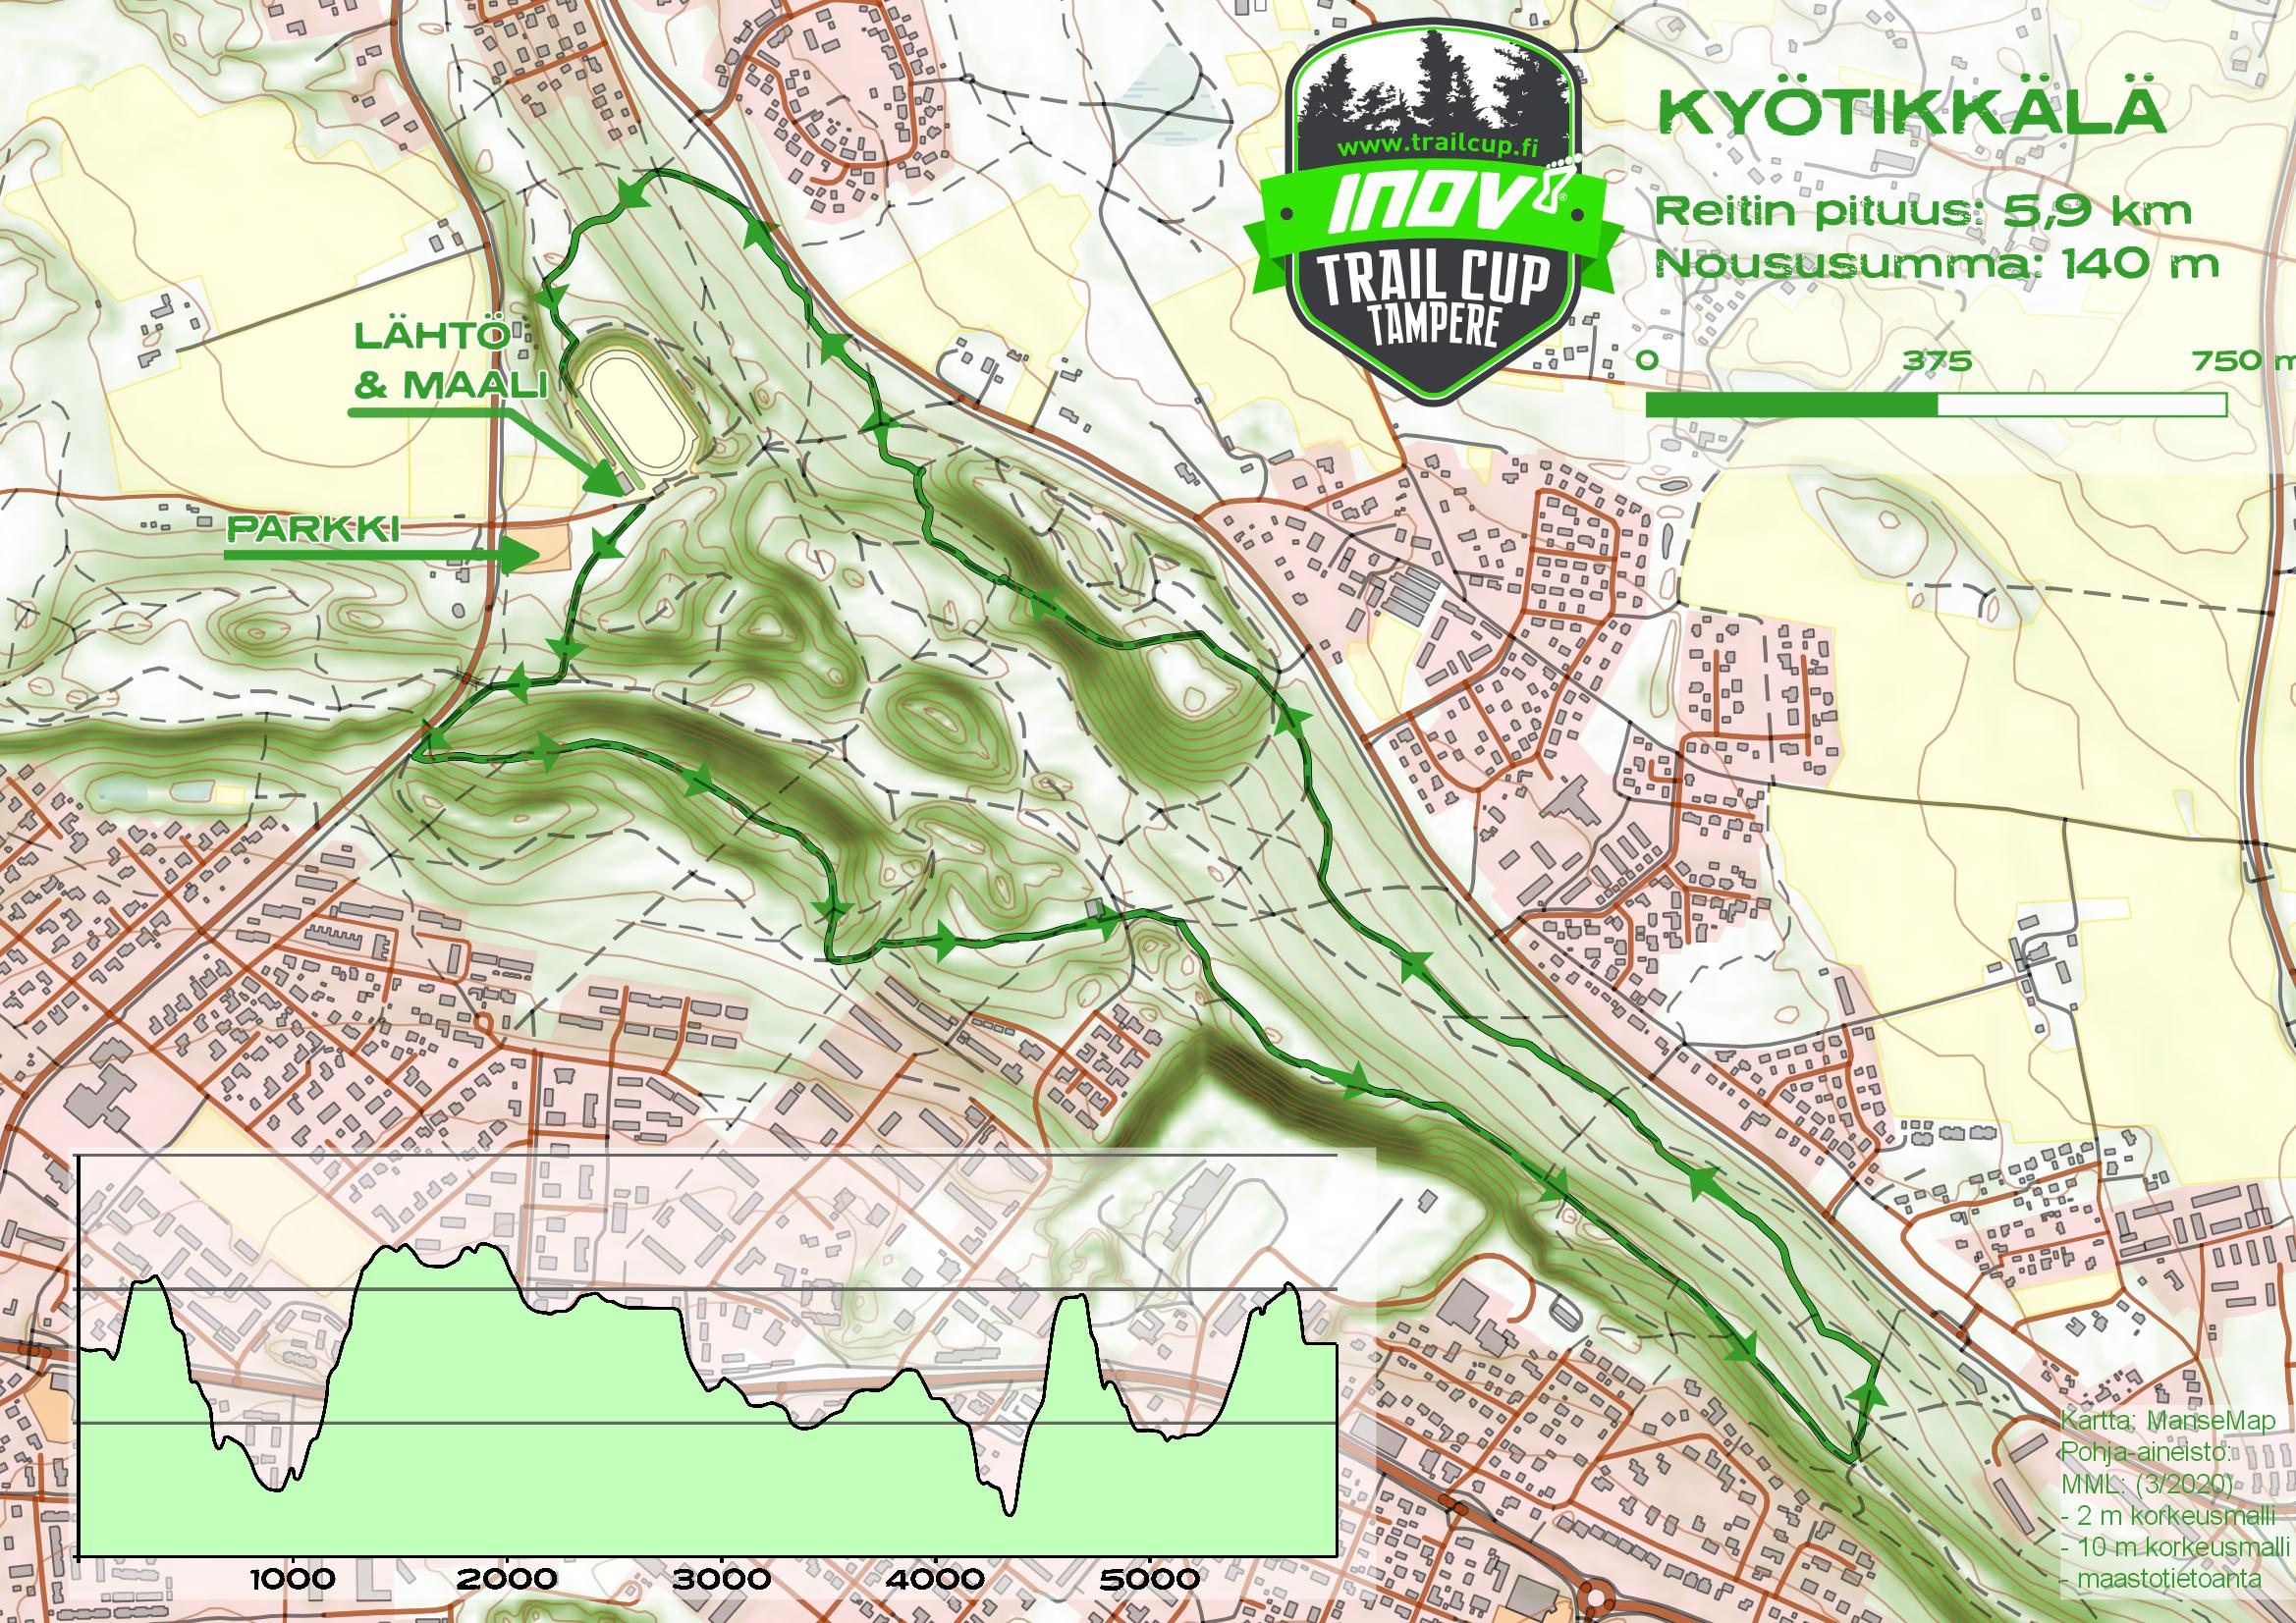 www.trailcup.fi
INOV8®
TRAIL CUP
TAMPERE
KYÖTIKKÄLÄ
Reitin pituus: 5,9 km
Noususumma: 140 m
0 375 750 m
LÄHTÖ
& MAALI
PARKKI
Kartta: ManseMap
Pohja-aineisto:
MML: (3/2020)
- 2 m korkeusmalli
- 10 m korkeusmalli
- maastotietoanta
1000 2000 3000 4000 5000